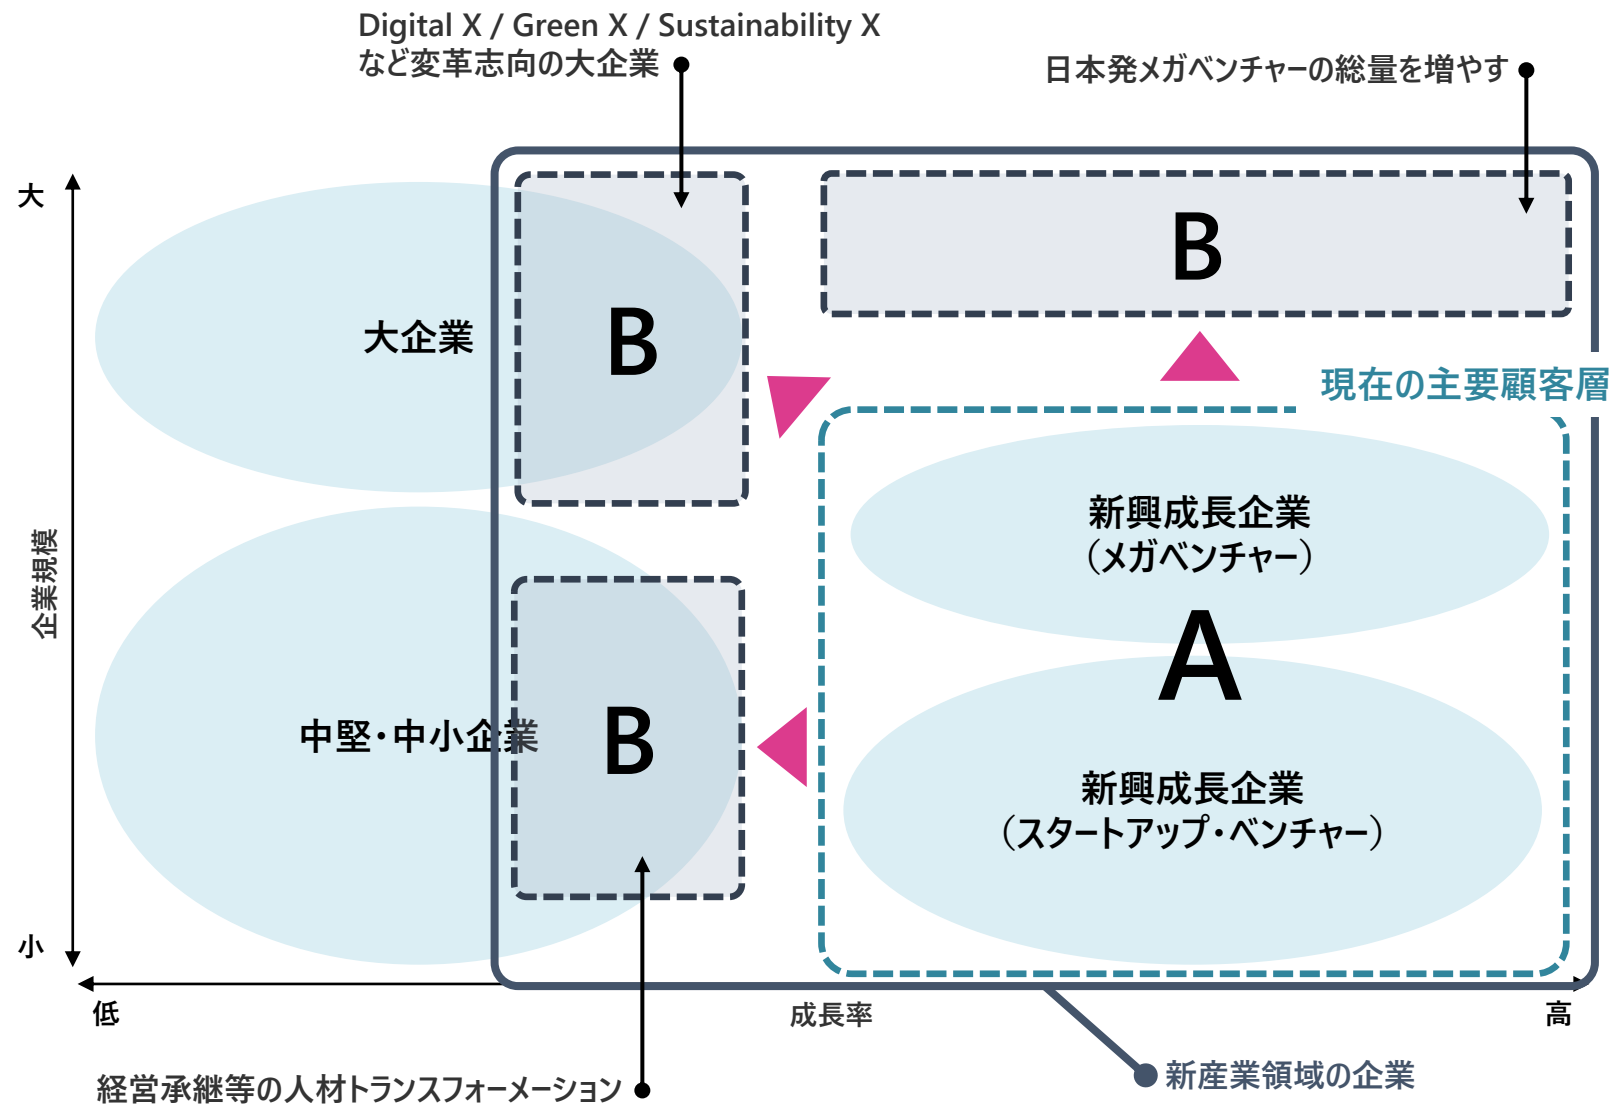 Digital X / Green X / Sustainability X
など変革志向の大企業
日本発メガベンチャーの総量を増やす
大
B
B
大企業
現在の主要顧客層
新興成長企業
（メガベンチャー）
企業規模
A
中堅・中小企業
B
新興成長企業
（スタートアップ・ベンチャー）
小
低
成長率
高
経営承継等の人材トランスフォーメーション
新産業領域の企業